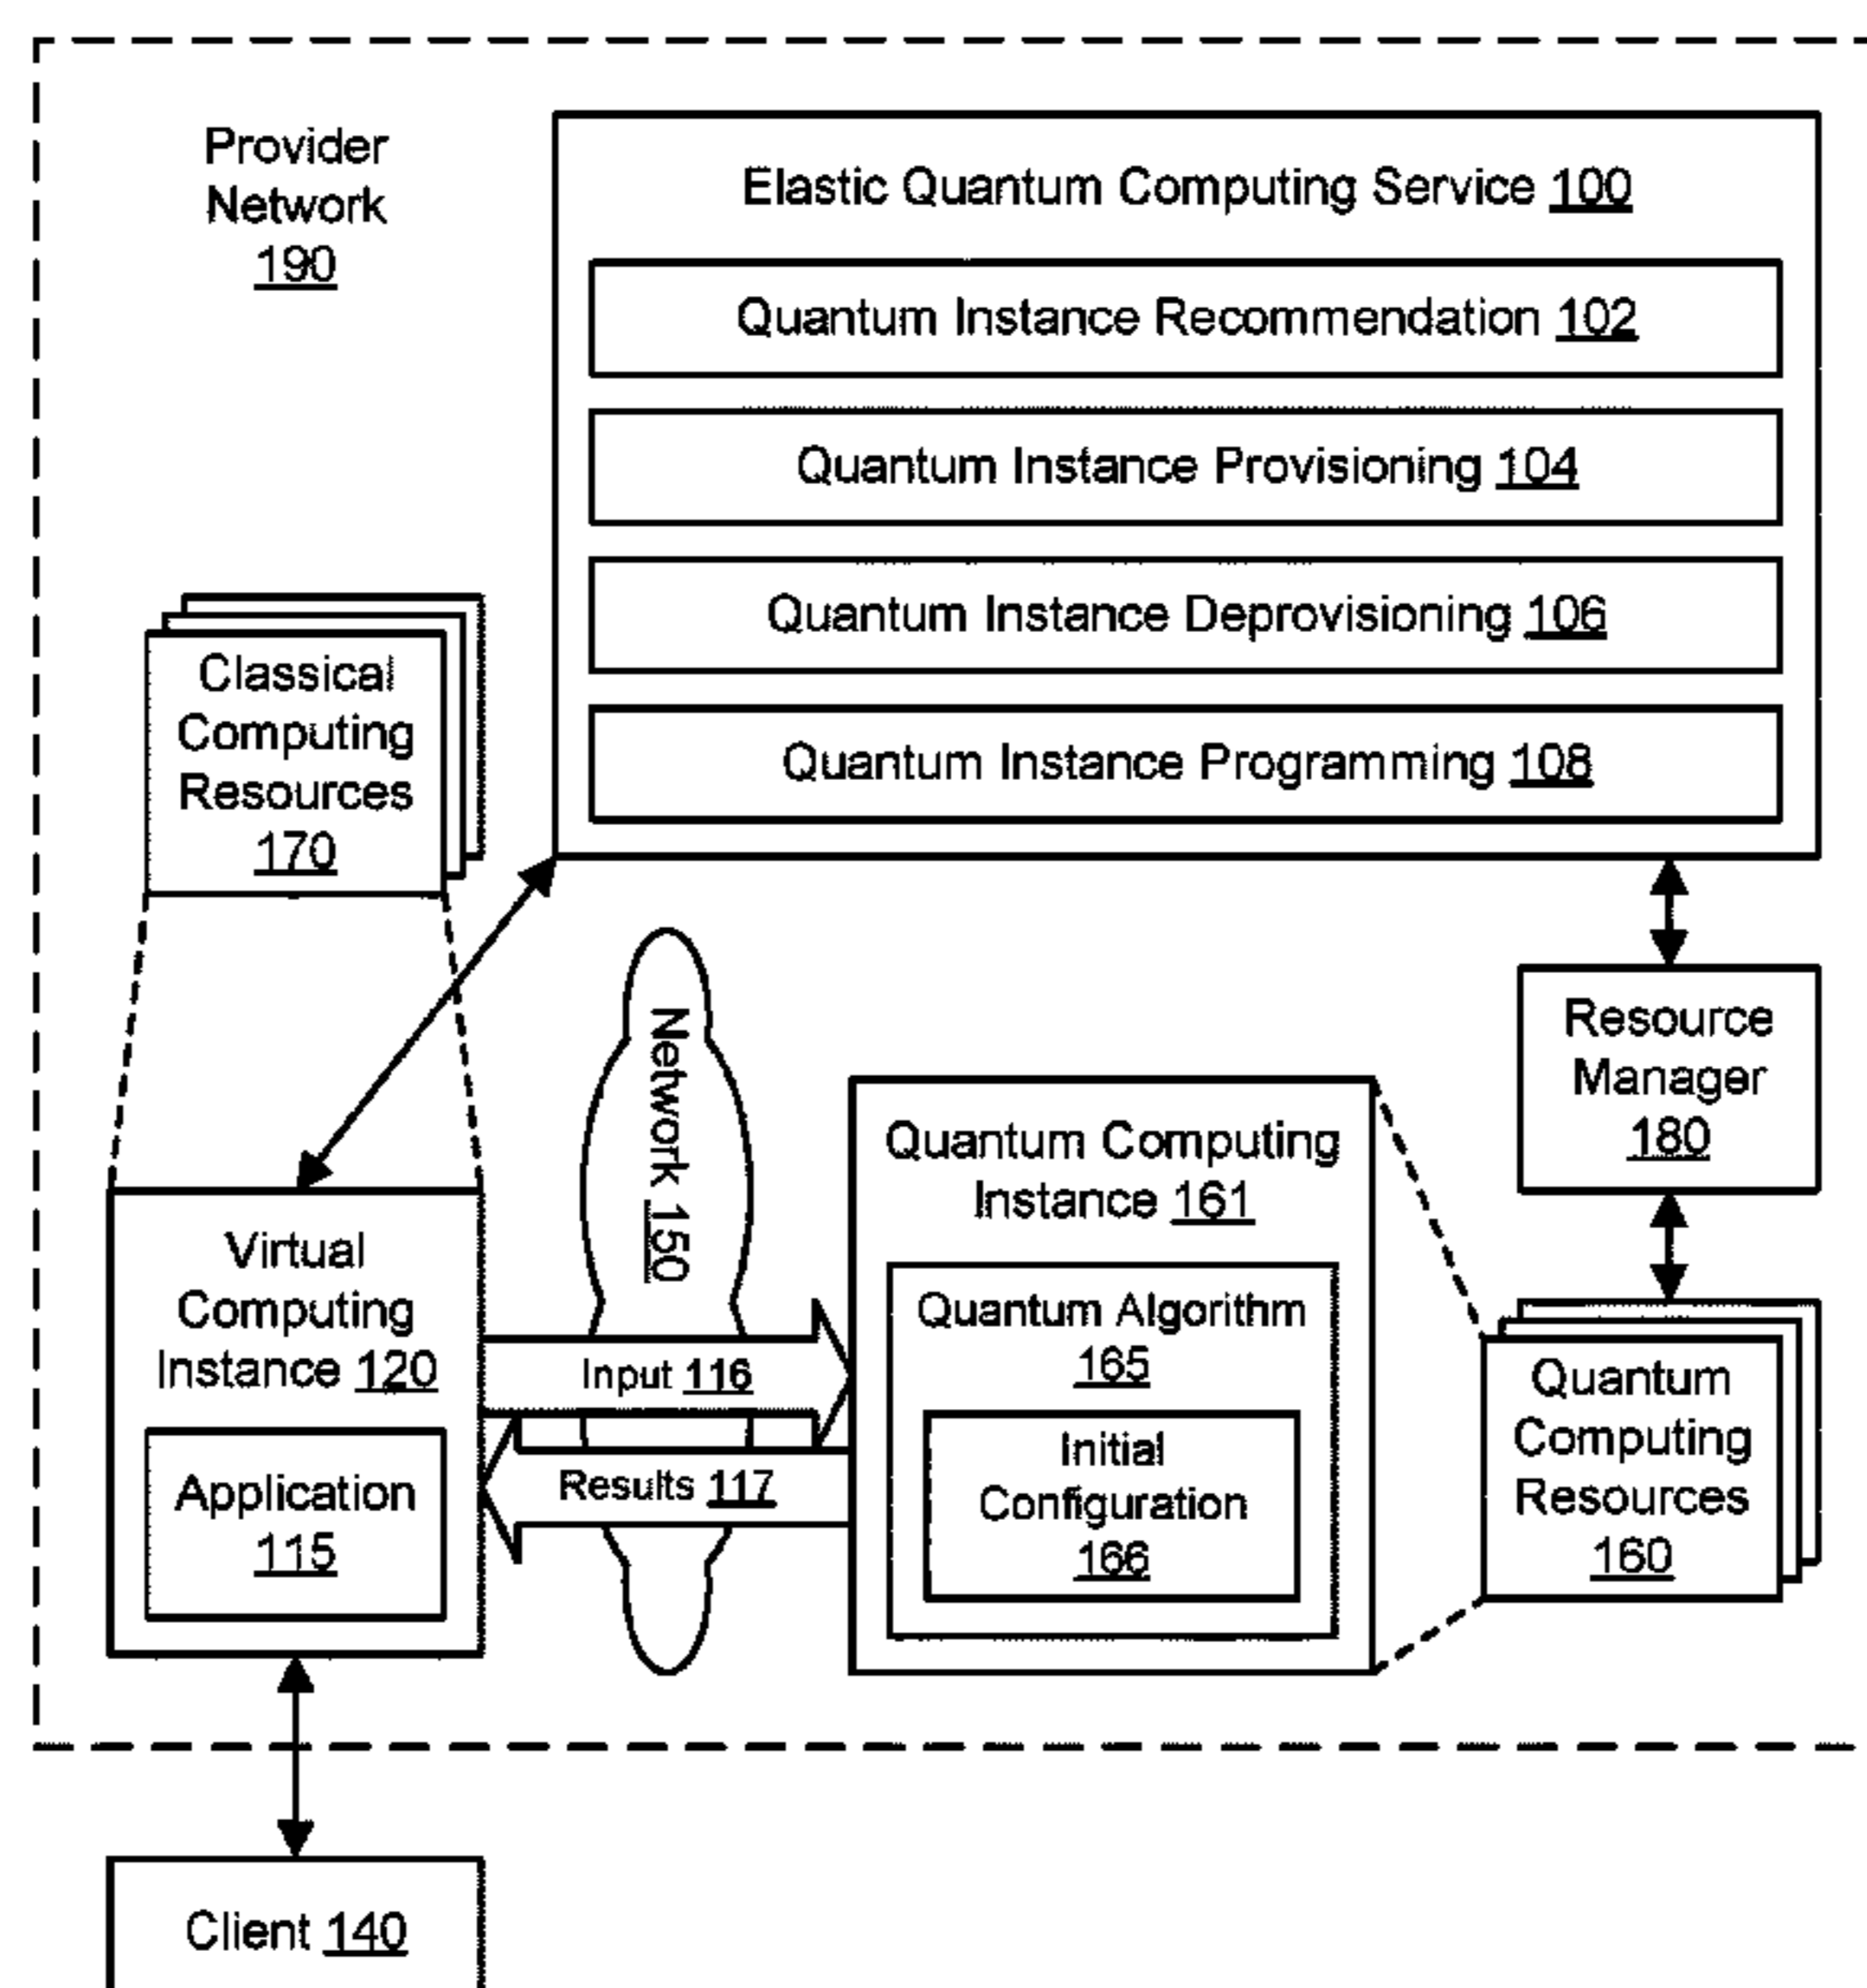 Provider
Network
190
Elastic Quantum Computing Service 100
Quantum Instance Recommendation 102
Quantum Instance Provisioning 104
Quantum Instance Deprovisioning 106
Quantum Instance Programming 108
Classical
Computing
Resources
170
Resource
Manager
180
Network 150
Quantum Computing
Instance 161
Quantum Algorithm
165
Initial
Configuration
166
Virtual
Computing
Instance 120
Application
115
Input 116
Results 117
Quantum
Computing
Resources
160
Client 140